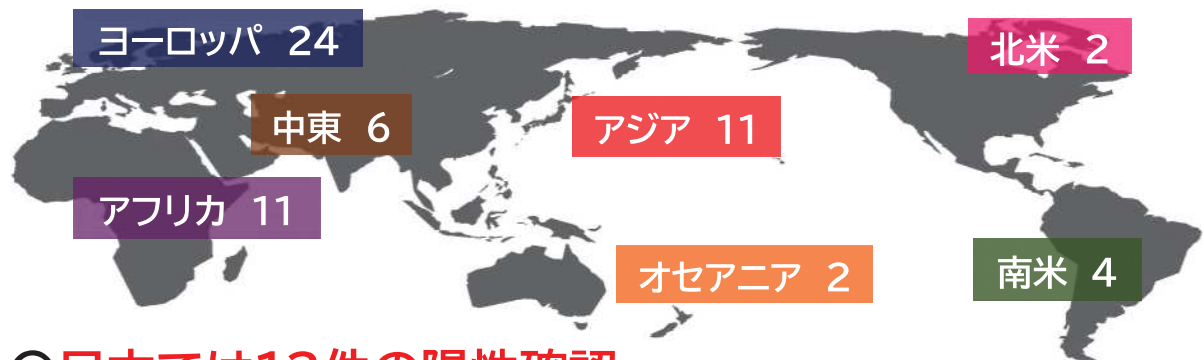 ヨーロッパ 24
北米 2
中東 6
アジア 11
アフリカ 11
オセアニア 2
南米 4